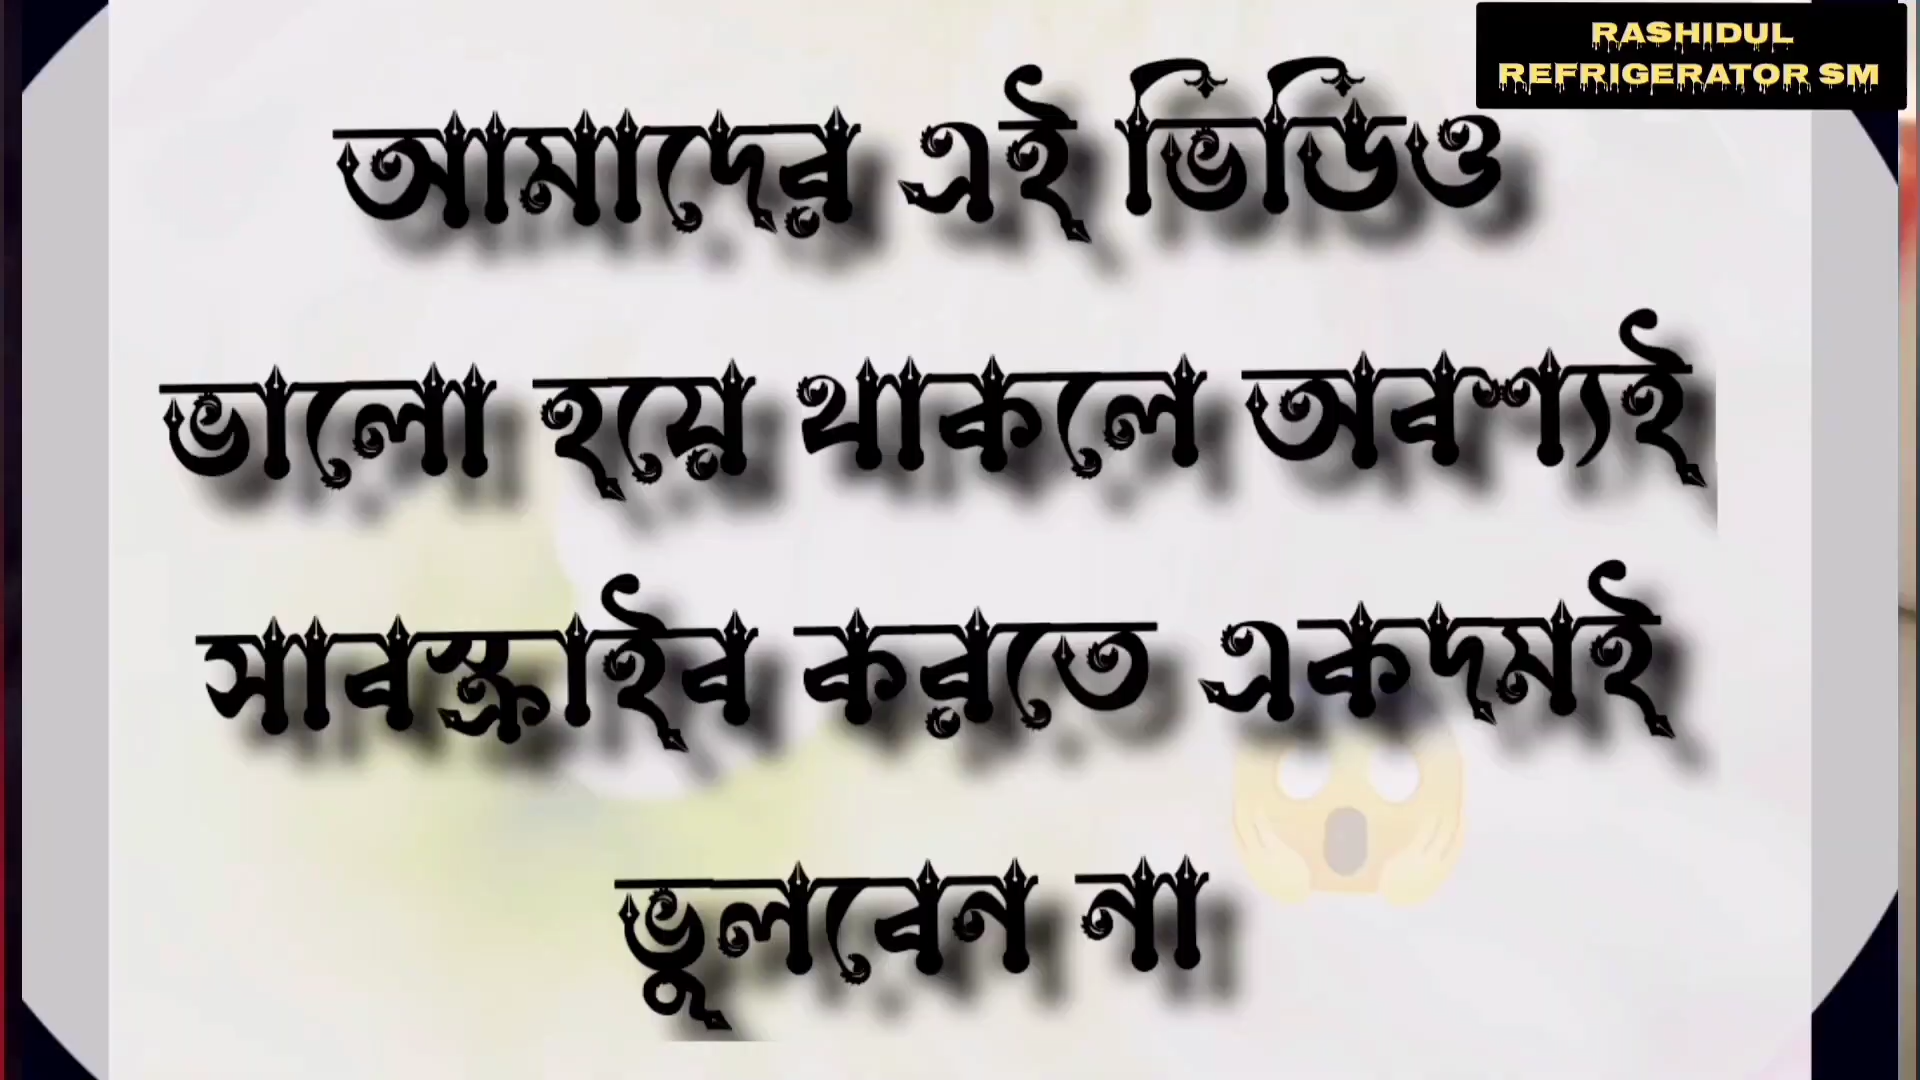 RASHIDUL
REFRIGERATOR SM
আমাদের এই ভিডিও
ভালো হয়ে থাকলে অবশ্যই
সাবস্ক্রাইব করতে একদমই
ভুলবেন না